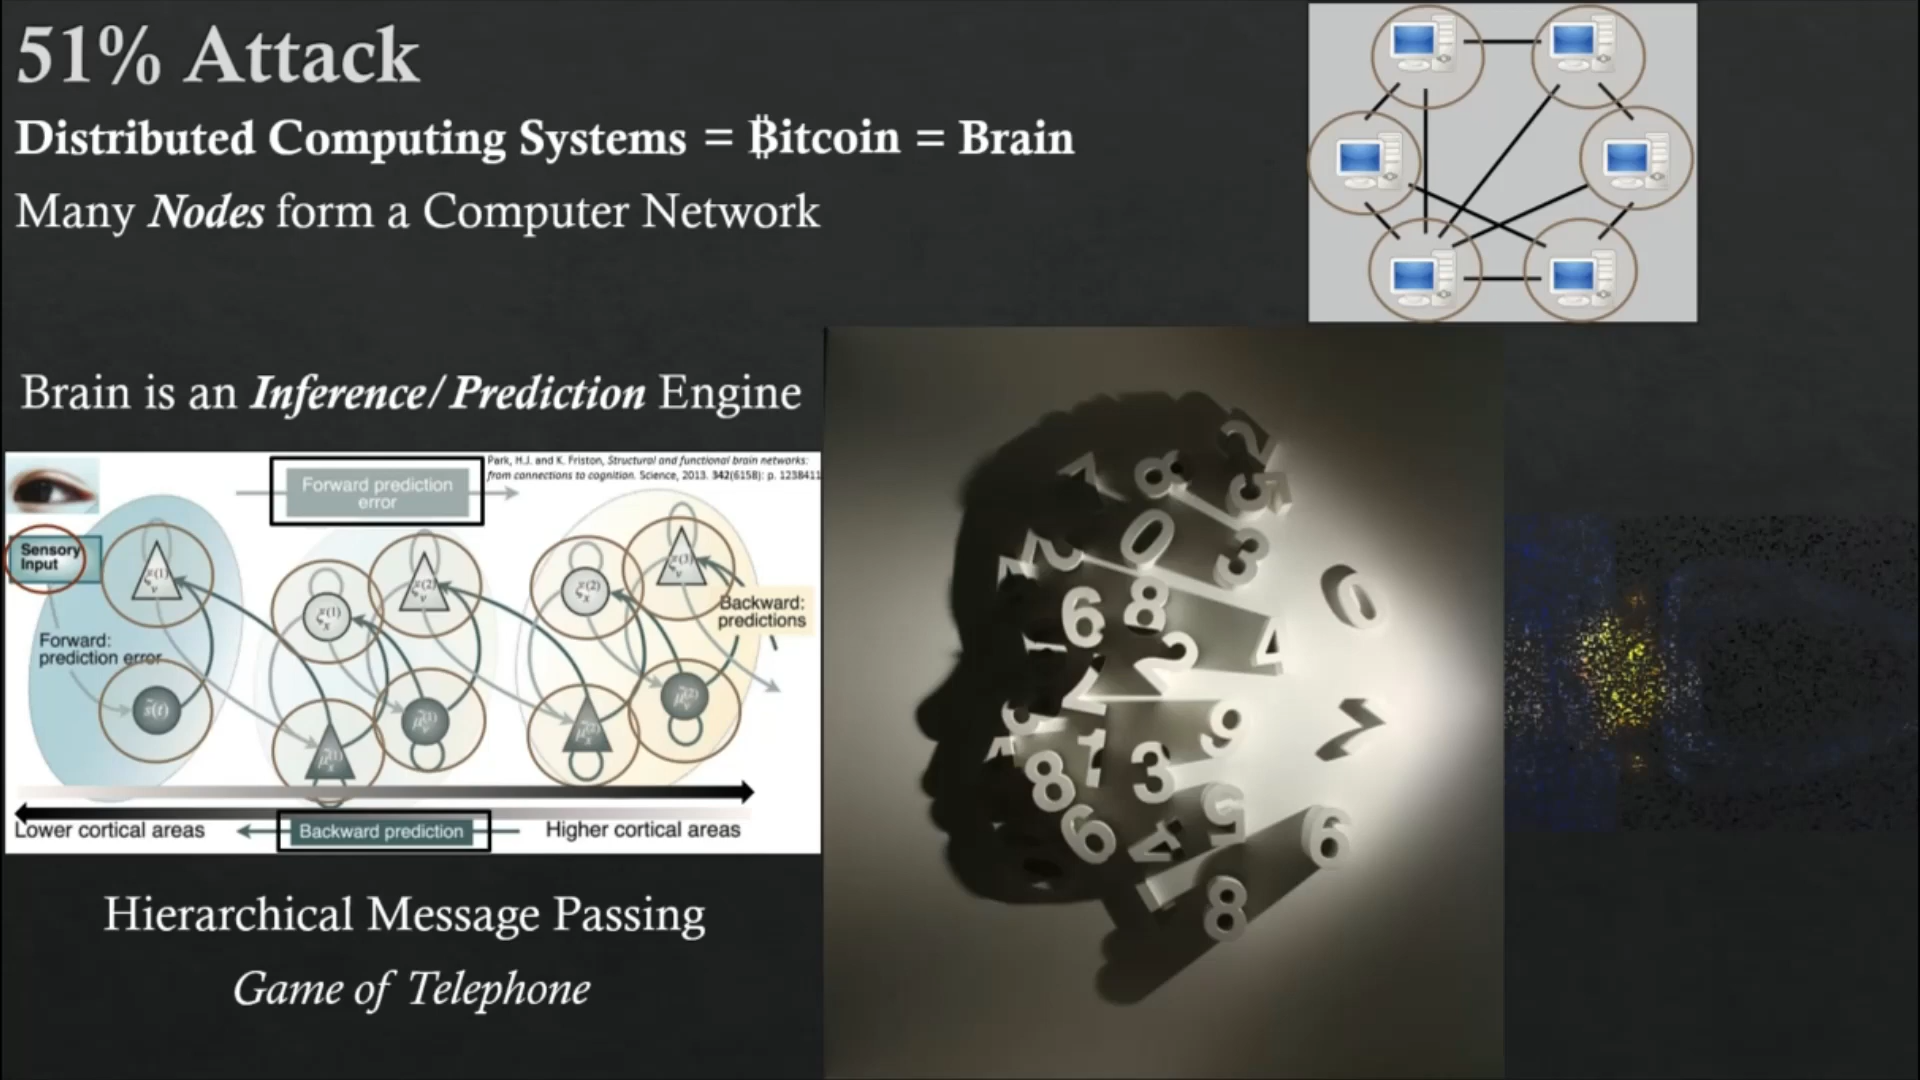 51% Attack
Distributed Computing Systems = ₿itcoin = Brain
Many Nodes form a Computer Network
Brain is an Inference/Prediction Engine
Forward prediction
error
Park, H.J. and K. Friston, Structural and functional brain networks:
from connections to cognition. Science, 2013. 342(6158): p. 1238411
Sensory
Input
Forward:
prediction error
Backward:
predictions
Lower cortical areas
Backward prediction
Higher cortical areas
Hierarchical Message Passing
Game of Telephone